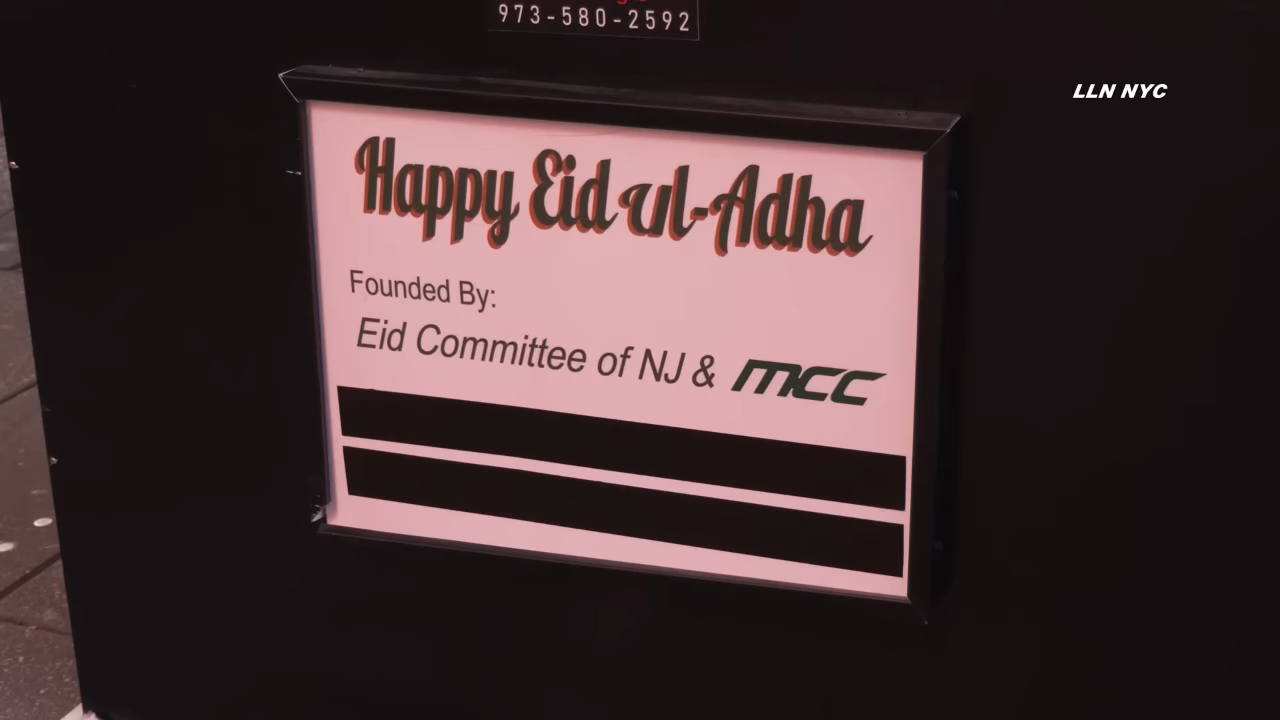 973-580-2592
LLN NYC
Happy Eid ul-Adha
Founded By:
Eid Committee of NJ & MCC